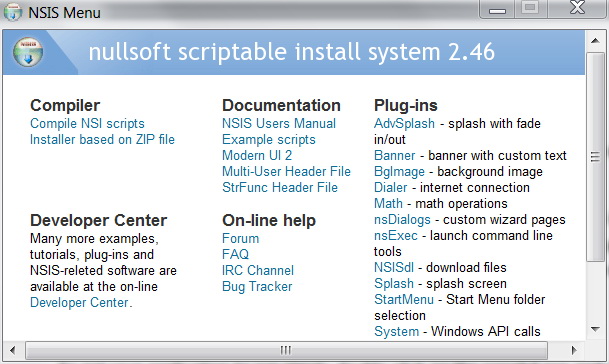 NSIS Menu
nullsoft scriptable install system 2.46
Compiler
Compile NSI scripts
Installer based on ZIP file
Documentation
NSIS Users Manual
Example scripts
Modern UI 2
Multi-User Header File
StrFunc Header File
Plug-ins
AdvSplash - splash with fade
in/out
Banner - banner with custom text
BgImage - background image
Dialer - internet connection
Math - math operations
nsDialogs - custom wizard pages
nsExec - launch command line
tools
NSISdl - download files
Splash - splash screen
StartMenu - Start Menu folder
selection
System - Windows API calls
Developer Center
Many more examples,
tutorials, plug-ins and
NSIS-releted software are
available at the on-line
Developer Center.
On-line help
Forum
FAQ
IRC Channel
Bug Tracker